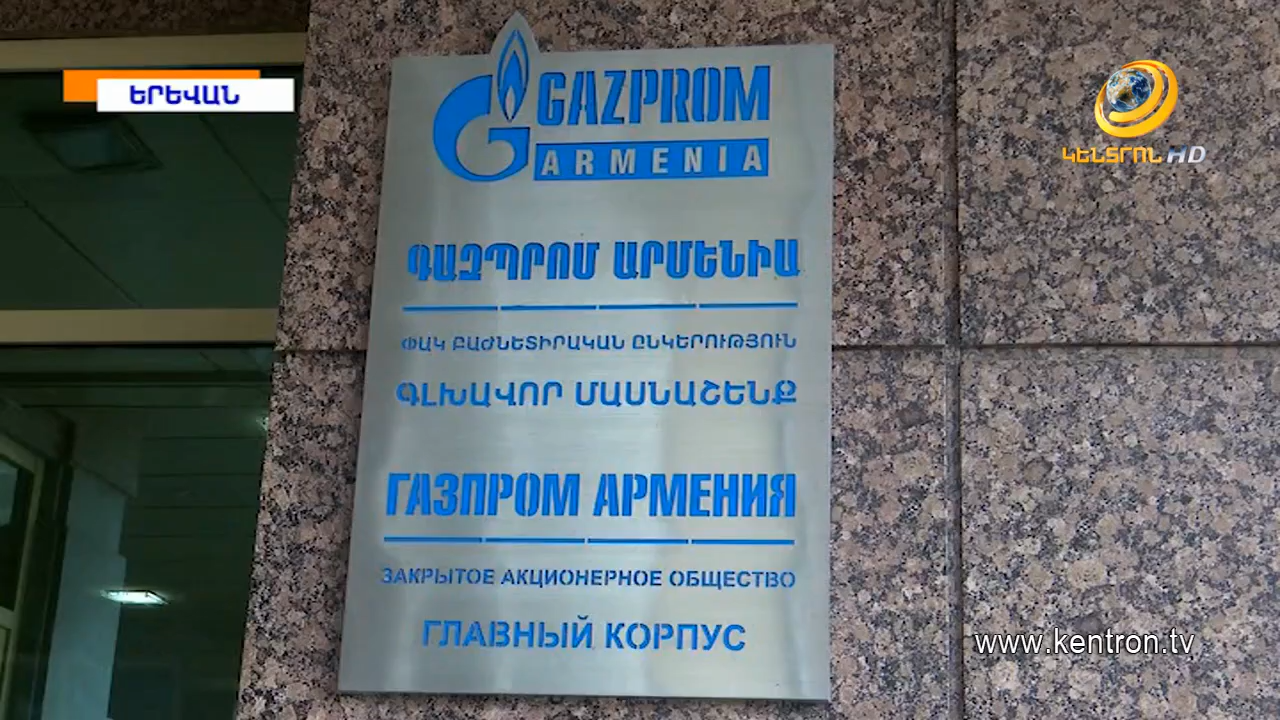 ԵՐԵՎԱՆ
GAZPROM
ARMENIA
ԿԵՆՏՐՈՆ HD
ԳԱԶՊՐՈՄ ԱՐՄԵՆԻԱ
ՓԱԿ ԲԱԺՆԵՏԻՐԱԿԱՆ ԸՆԿԵՐՈՒԹՅՈՒՆ
ԳԼԽԱՎՈՐ ՄԱՍՆԱՇԵՆՔ
ГАЗПРОМ АРМЕНИЯ
ЗАКРЫТОЕ АКЦИОНЕРНОЕ ОБЩЕСТВО
ГЛАВНЫЙ КОРПУС
www.kentron.tv